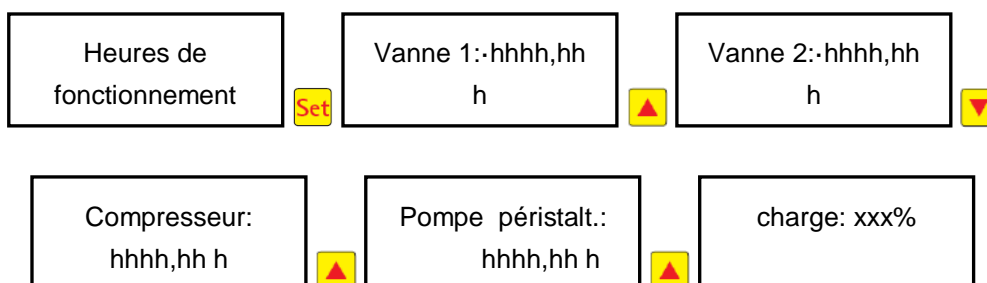 Heures de
fonctionnement
Set
Vanne 1:·hhhh,hh
h
Vanne 2:·hhhh,hh
h
Compresseur:
hhhh,hh h
Pompe péristalt.:
hhhh,hh h
charge: xxx%